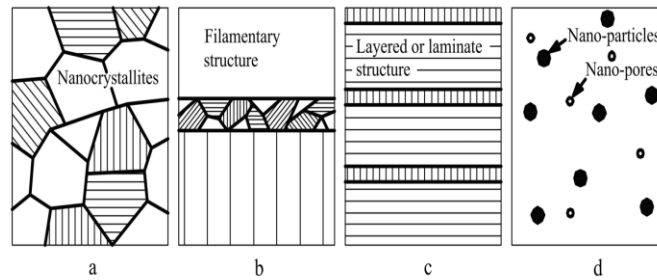 Nanocrystallites
Filamentary
structure
Layered or laminate
structure
Nano-particles
Nano-pores
a
b
c
d